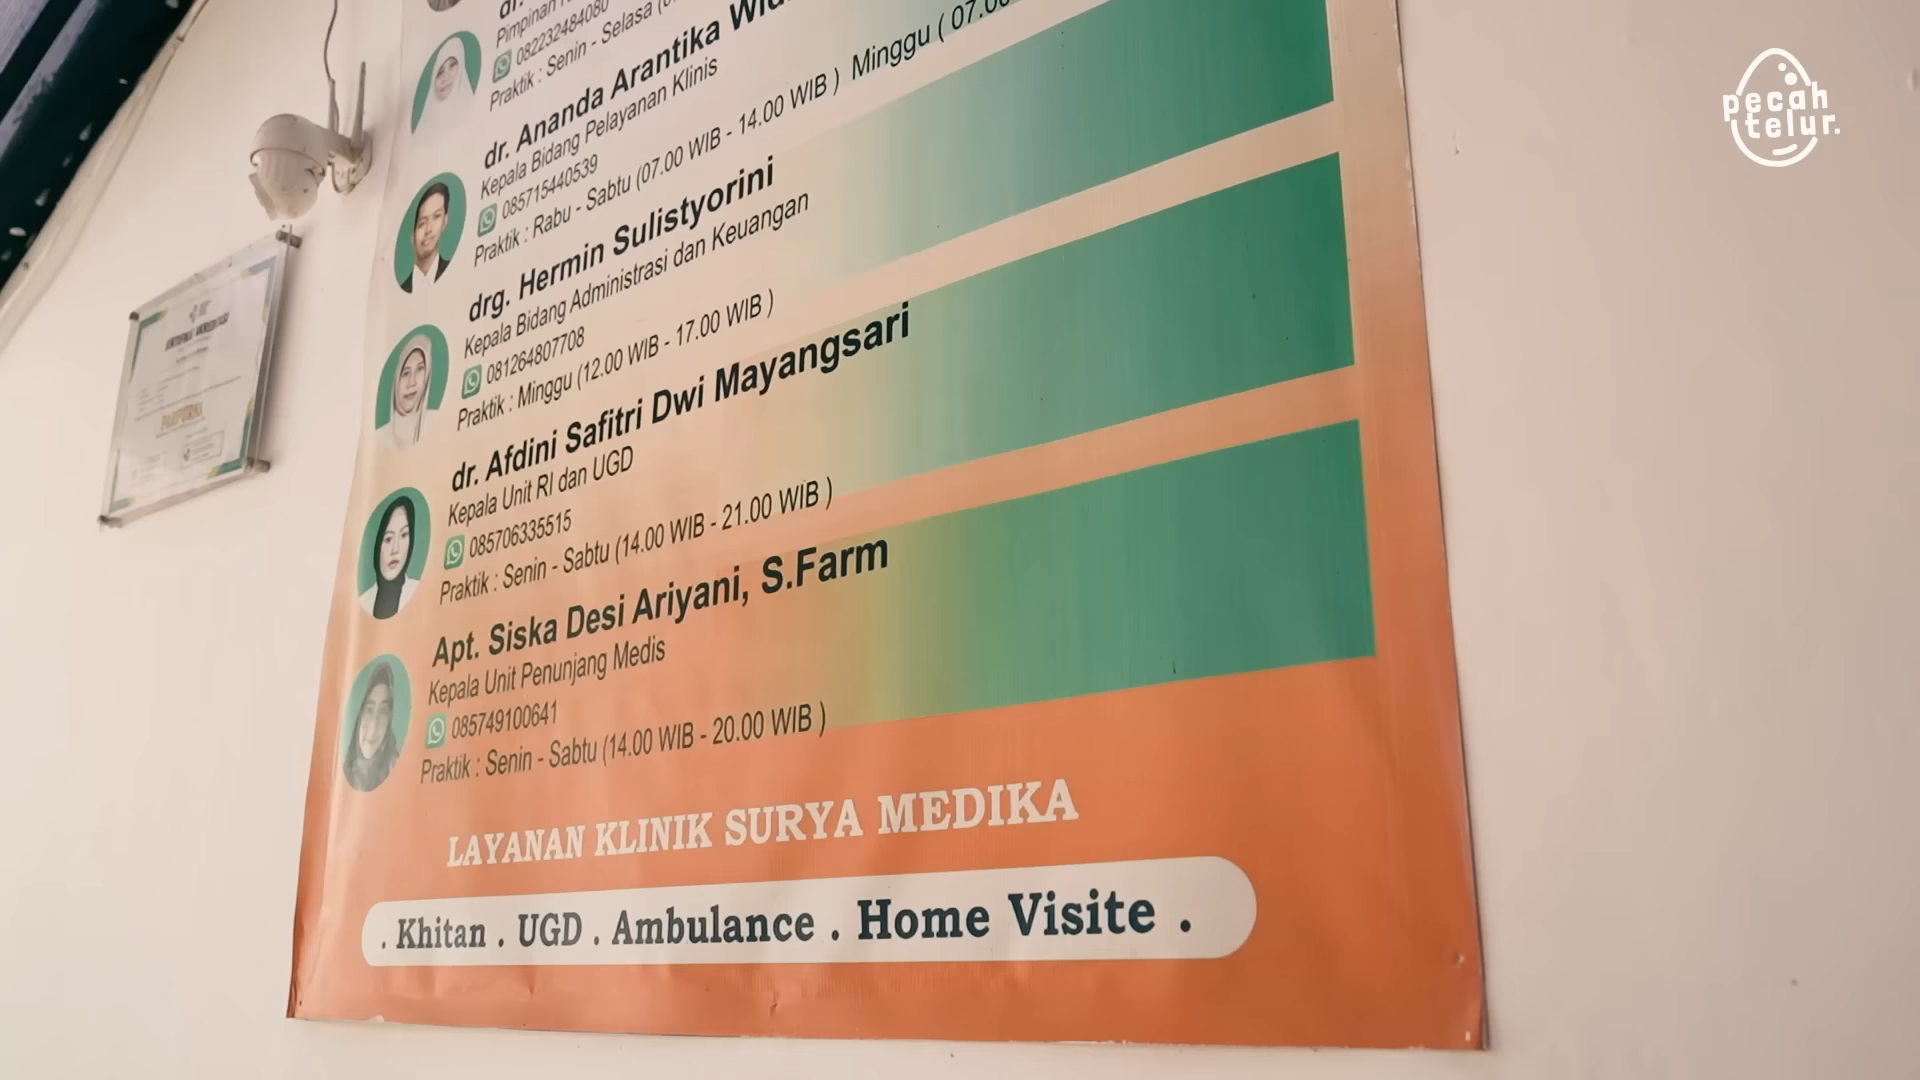 dr.
Pimpinan
082232484080
Praktik : Senin - Selasa
dr. Ananda Arantika
Kepala Bidang Pelayanan Klinis
085715440539
Praktik : Rabu - Sabtu (07.00 WIB - 14.00 WIB ) Minggu ( 07.00
drg. Hermin Sulistyorini
Kepala Bidang Administrasi dan Keuangan
081264807708
Praktik : Minggu (12.00 WIB - 17.00 WIB )
dr. Afdini Safitri Dwi Mayangsari
Kepala Unit RI dan UGD
085706335515
Praktik : Senin - Sabtu (14.00 WIB - 21.00 WIB )
Apt. Siska Desi Ariyani, S.Farm
Kepala Unit Penunjang Medis
085749100641
Praktik : Senin - Sabtu (14.00 WIB - 20.00 WIB )
LAYANAN KLINIK SURYA MEDIKA
. Khitan . UGD . Ambulance . Home Visite .
SERTIFIKAT AKREDITASI
PARIPURNA
pecah
telur.